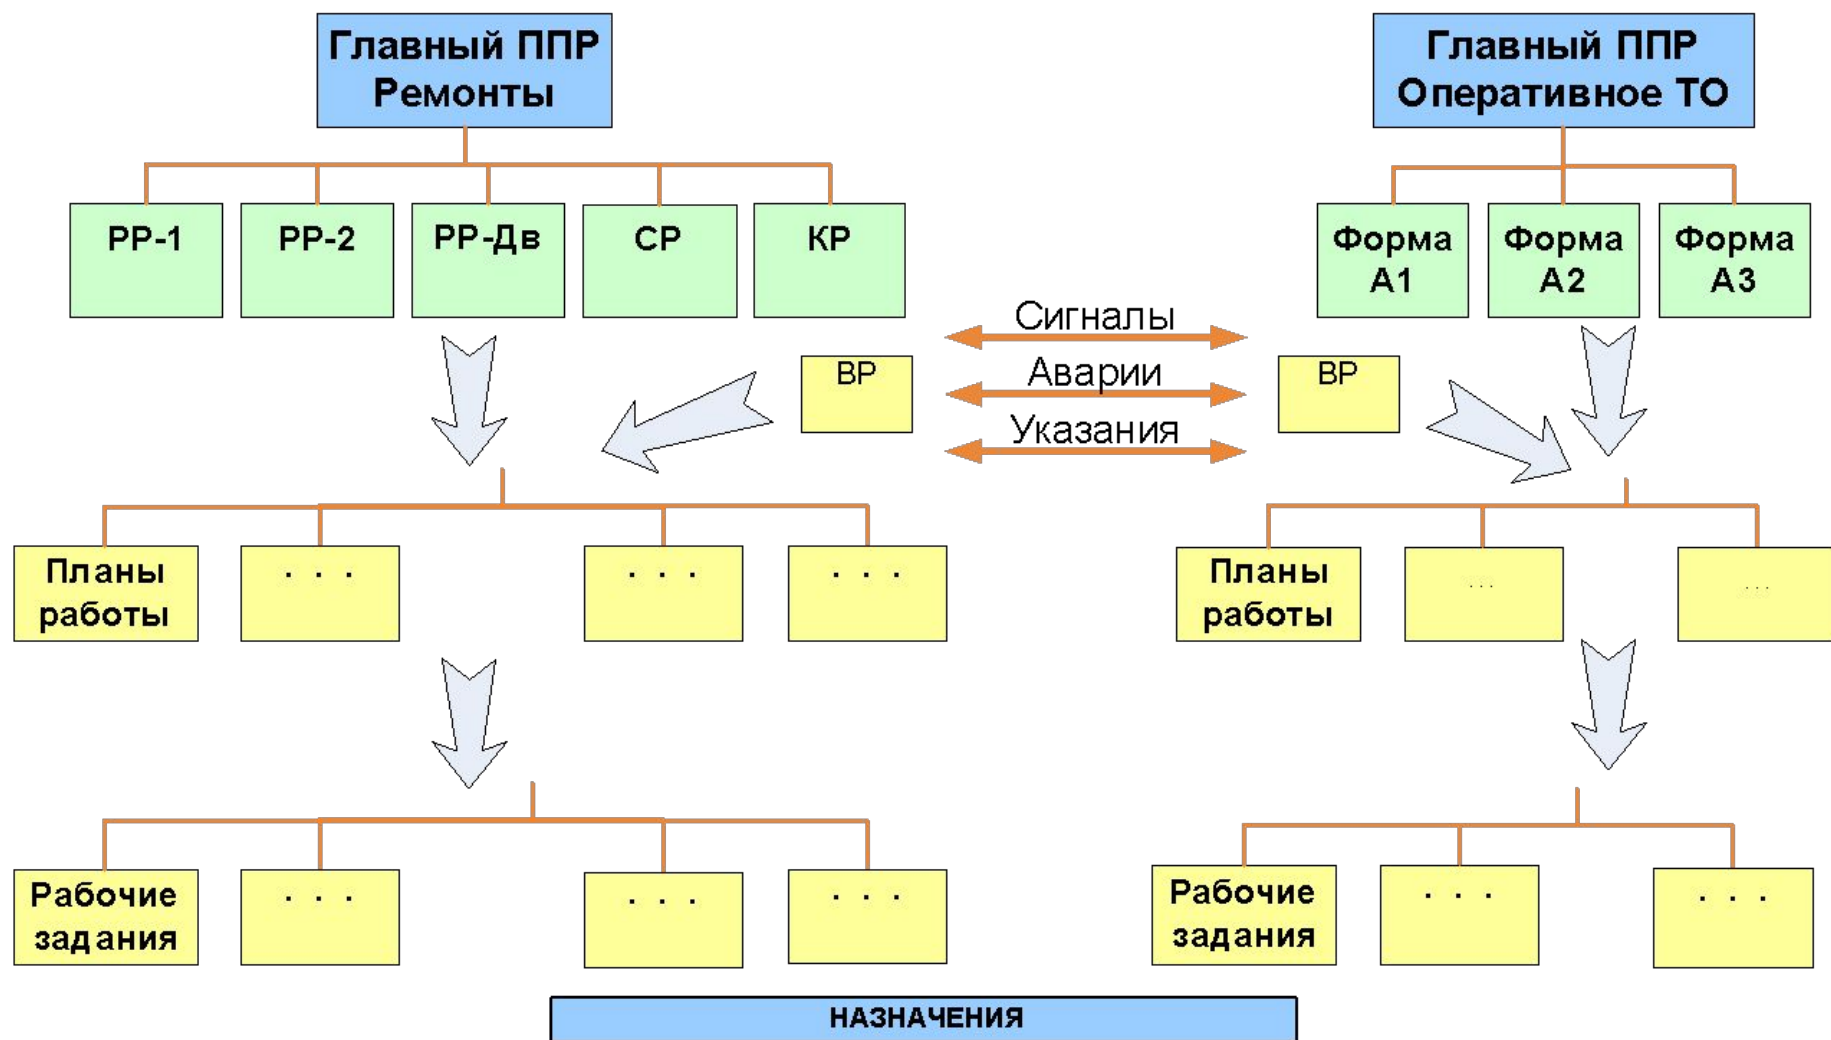 Главный ППР
Ремонты
Главный ППР
Оперативное ТО
РР-1
РР-2
РР-Дв
СР
КР
Форма
А1
Форма
А2
Форма
А3
Сигналы
ВР
Аварии
ВР
Указания
Планы
работы
. . .
. . .
. . .
Планы
работы
. . .
. . .
Рабочие
задания
. . .
. . .
. . .
Рабочие
задания
. . .
. . .
НАЗНАЧЕНИЯ